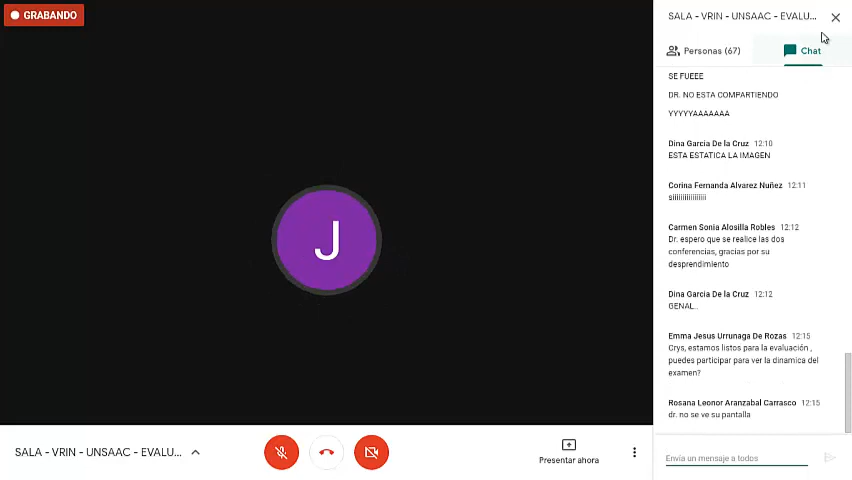 GRABANDO
SALA - VRIN - UNSAAC - EVALU...
Personas (67)
Chat
SE FUEEE
DR. NO ESTA COMPARTIENDO
YYYYYAAAAAAA
Dina García De la Cruz 12:10
ESTA ESTATICA LA IMAGEN
Corina Fernanda Alvarez Nuñez 12:11
siiiiiiiiiiiiiiiii
Carmen Sonia Alosilla Robles 12:12
Dr. espero que se realice las dos
conferencias, gracias por su
desprendimiento
Dina García De la Cruz 12:12
GENAL..
Emma Jesus Urrunaga De Rozas 12:15
Crys, estamos listos para la evaluación ,
puedes participar para ver la dinamica del
examen?
Rosana Leonor Aranzabal Carrasco 12:15
dr. no se ve su pantalla
Envía un mensaje a todos
J
SALA - VRIN - UNSAAC - EVALU...
Presentar ahora